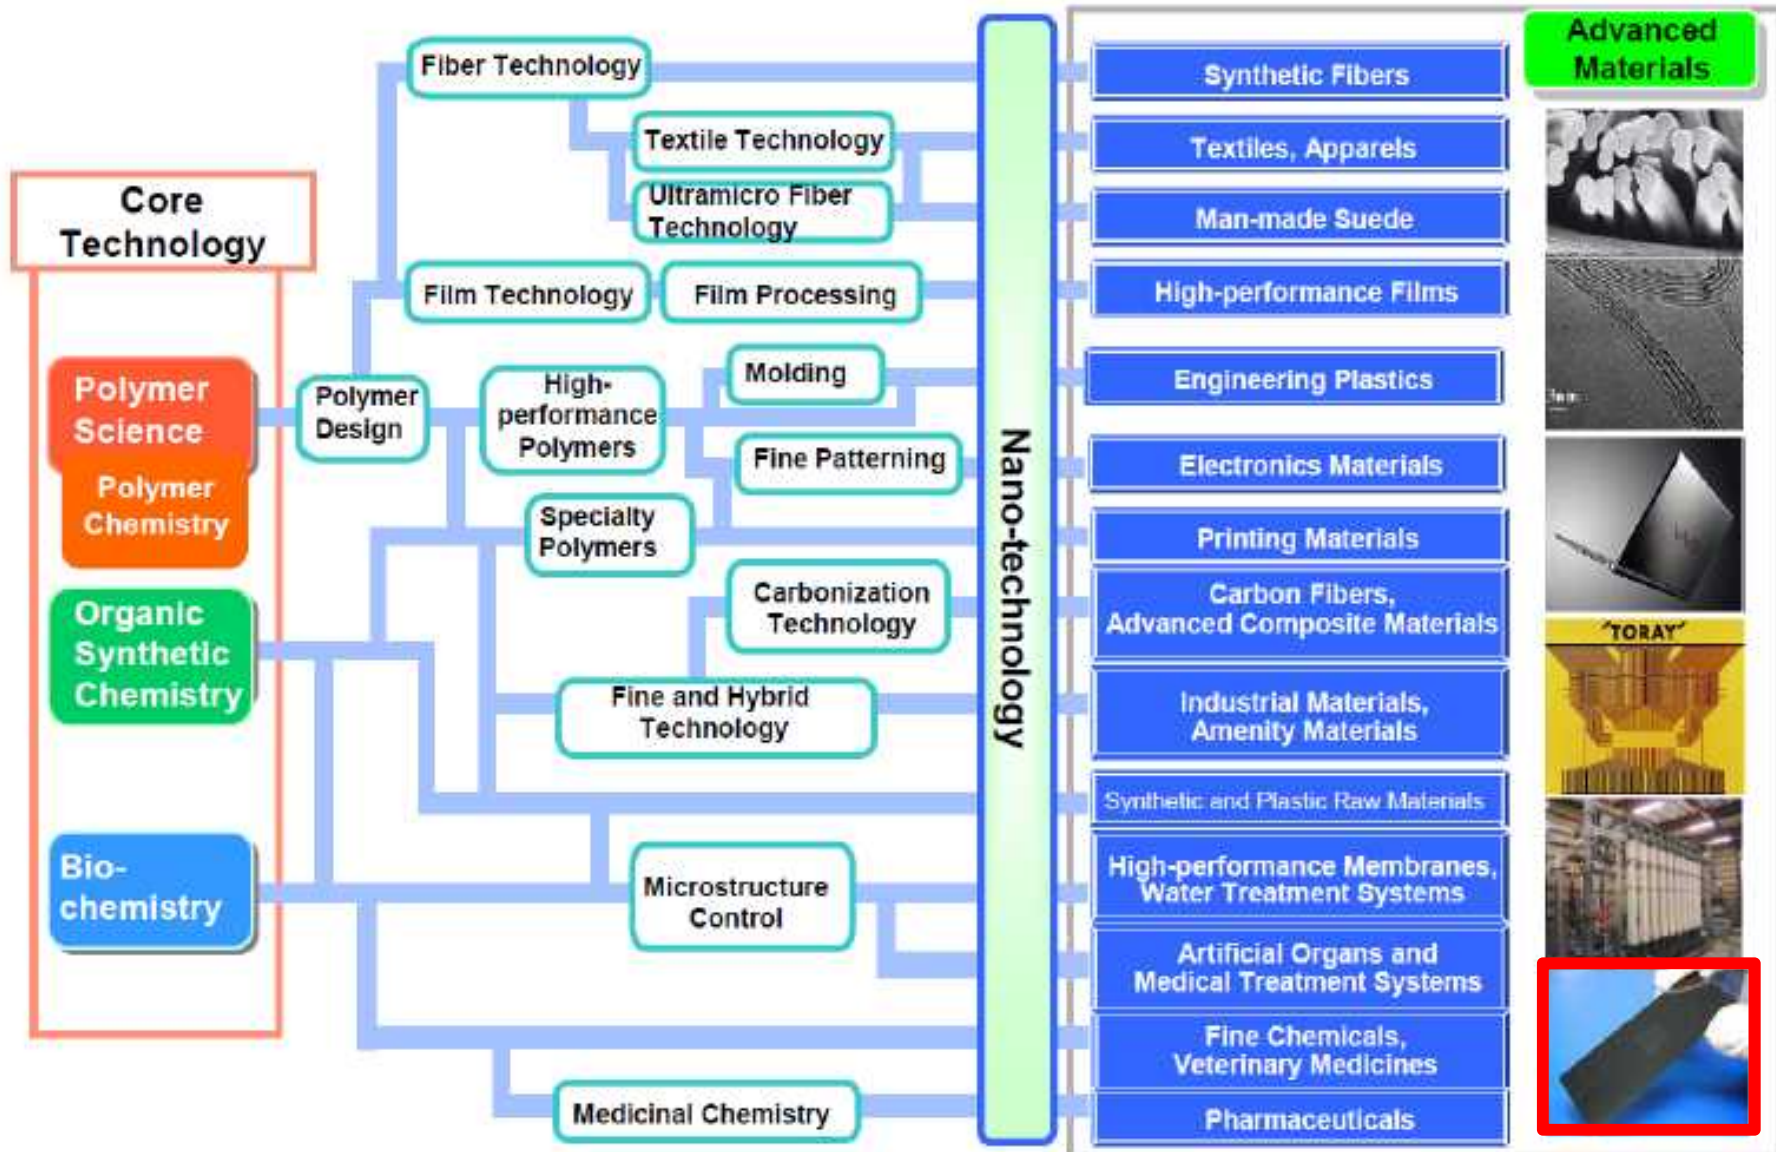 Advanced
Materials
Fiber Technology
Synthetic Fibers
Textile Technology
Textiles, Apparels
Core
Technology
Ultramicro Fiber
Technology
Man-made Suede
Film Technology
Film Processing
High-performance Films
Polymer
Science
Polymer
Design
High-
performance
Polymers
Molding
Engineering Plastics
Polymer
Chemistry
Fine Patterning
Nano-technology
Electronics Materials
Specialty
Polymers
Printing Materials
Organic
Synthetic
Chemistry
Carbonization
Technology
Carbon Fibers,
Advanced Composite Materials
"TORAY"
Fine and Hybrid
Technology
Industrial Materials,
Amenity Materials
Synthetic and Plastic Raw Materials
Bio-
chemistry
Microstructure
Control
High-performance Membranes,
Water Treatment Systems
Artificial Organs and
Medical Treatment Systems
Fine Chemicals,
Veterinary Medicines
Medicinal Chemistry
Pharmaceuticals